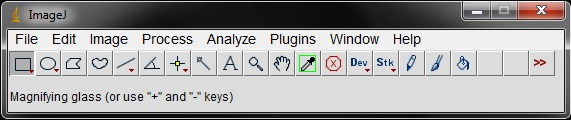 ImageJ
File Edit Image Process Analyze Plugins Window Help
A Dev Stk >>
Magnifying glass (or use "+" and "-" keys)